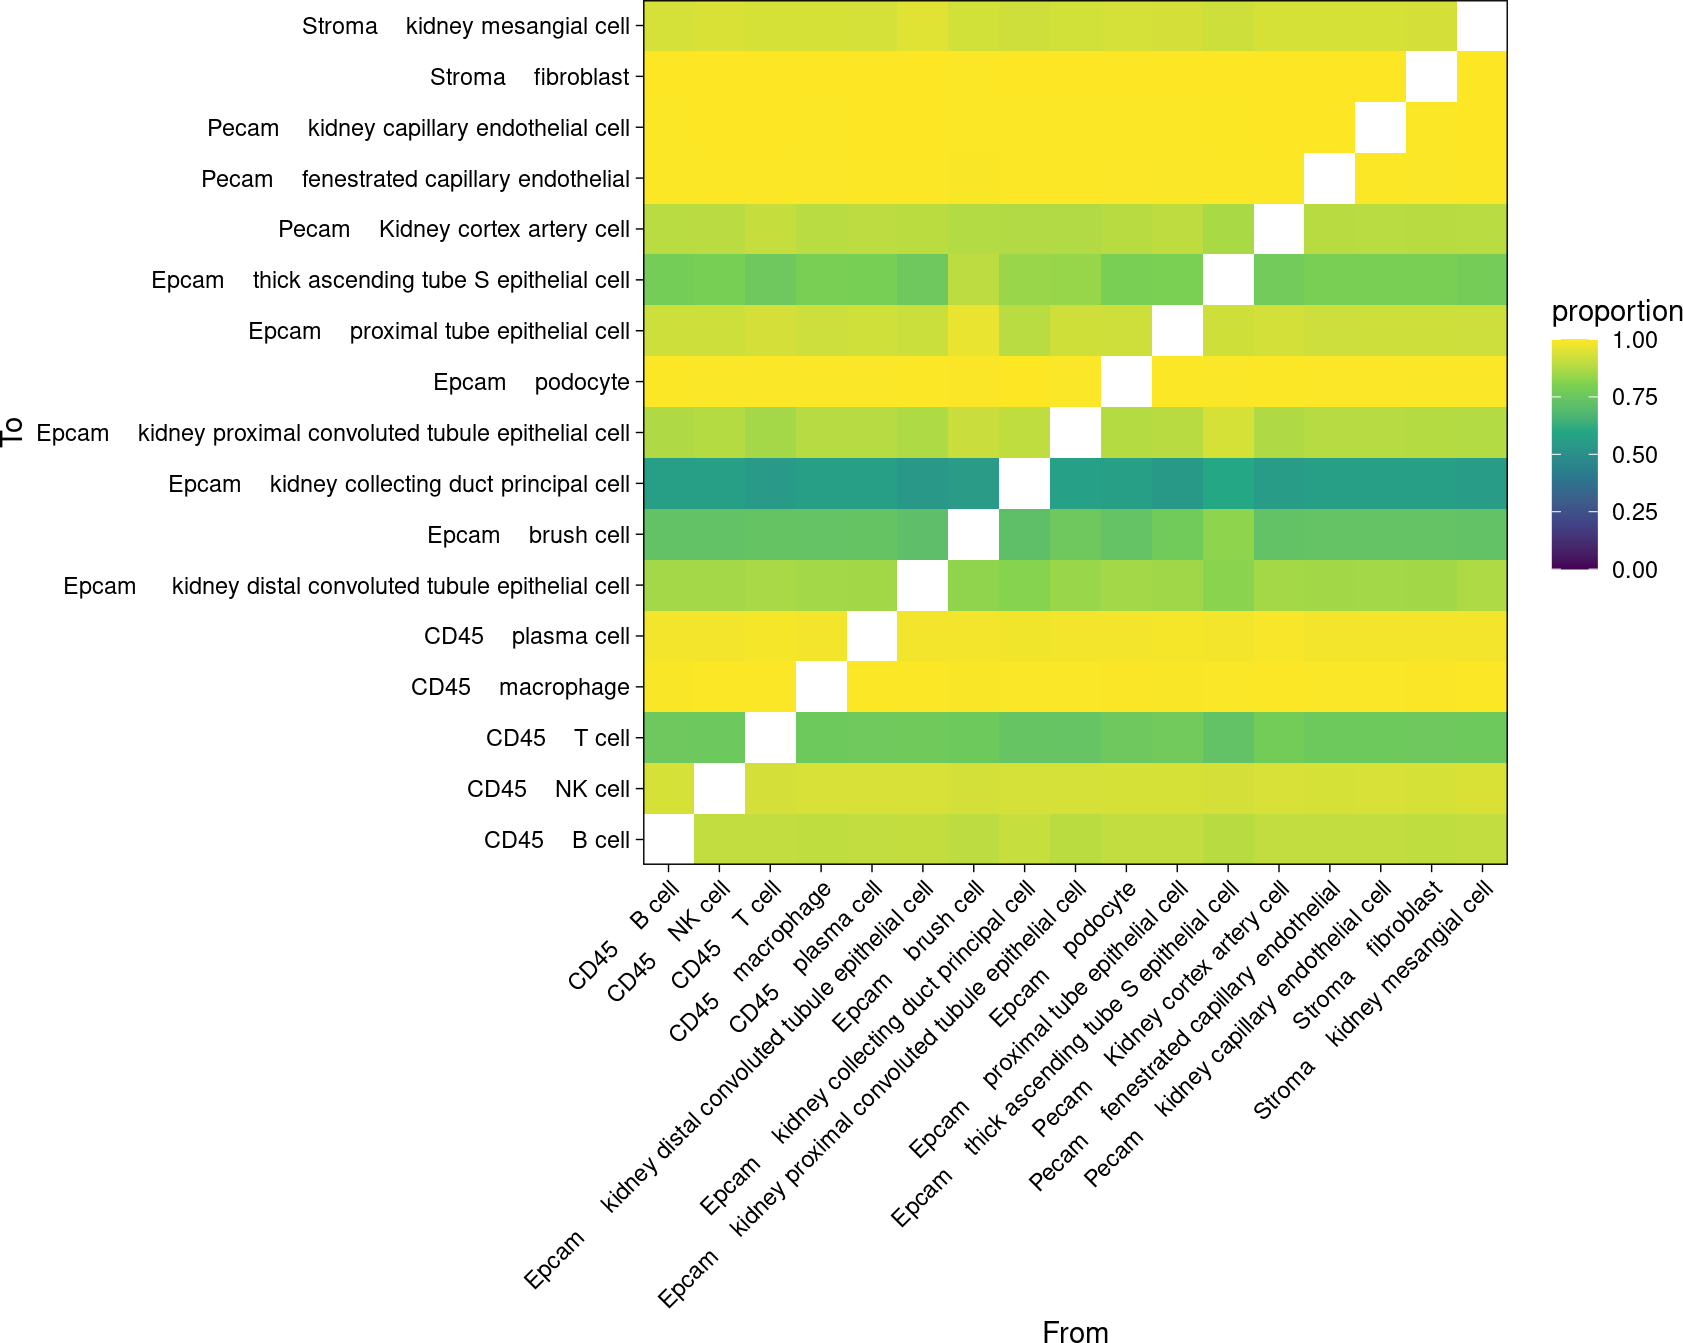 Stroma kidney mesangial cell
Stroma fibroblast
Pecam kidney capillary endothelial cell
Pecam fenestrated capillary endothelial
Pecam Kidney cortex artery cell
Epcam thick ascending tube S epithelial cell
Epcam proximal tube epithelial cell
Epcam podocyte
Epcam kidney proximal convoluted tubule epithelial cell
Epcam kidney collecting duct principal cell
Epcam brush cell
Epcam kidney distal convoluted tubule epithelial cell
CD45 plasma cell
CD45 macrophage
CD45 T cell
CD45 NK cell
CD45 B cell
To
proportion
1.00
0.75
0.50
0.25
0.00
CD45 B cell
CD45 NK cell
CD45 T cell
CD45 macrophage
CD45 plasma cell
Epcam kidney distal convoluted tubule epithelial cell
Epcam brush cell
Epcam kidney collecting duct principal cell
Epcam kidney proximal convoluted tubule epithelial cell
Epcam podocyte
Epcam proximal tube epithelial cell
Epcam thick ascending tube S epithelial cell
Pecam Kidney cortex artery cell
Pecam fenestrated capillary endothelial
Pecam kidney capillary endothelial cell
Stroma fibroblast
Stroma kidney mesangial cell
From